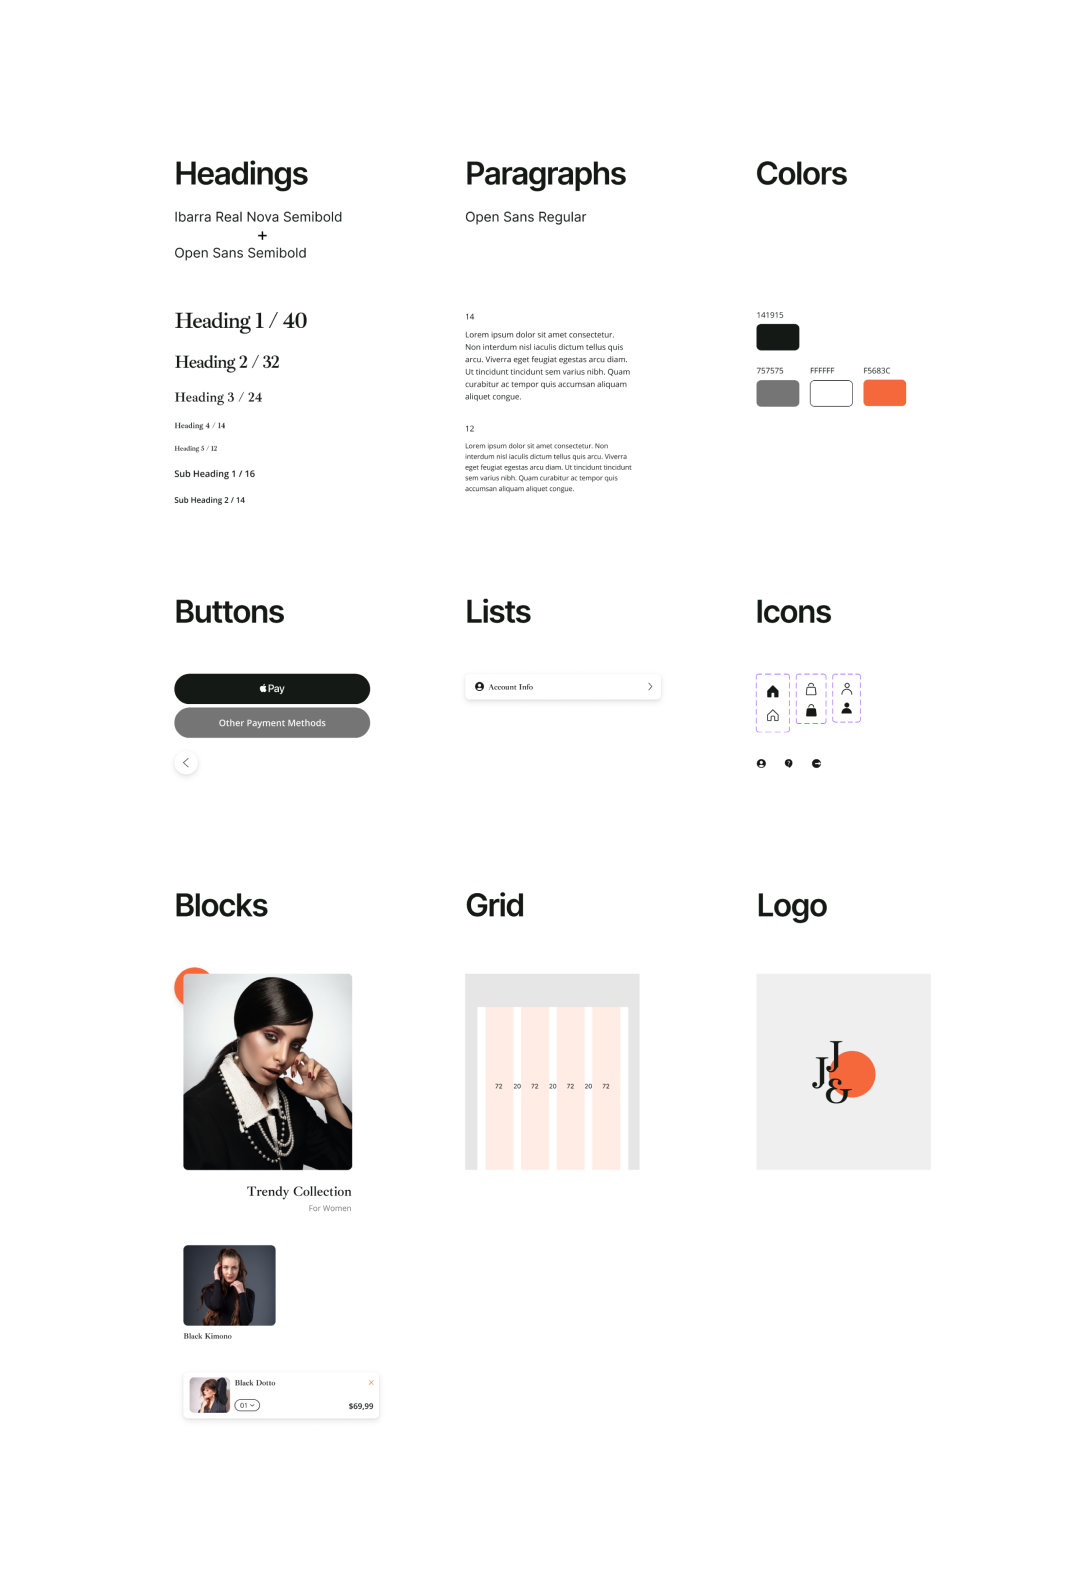 Headings
Ibarra Real Nova Semibold
+
Open Sans Semibold
Heading 1 / 40
Heading 2 / 32
Heading 3 / 24
Heading 4 / 14
Heading 5 / 12
Sub Heading 1 / 16
Sub Heading 2 / 14
Paragraphs
Open Sans Regular
14
Lorem ipsum dolor sit amet consectetur.
Non interdum nisl iaculis dictum tellus quis
arcu. Viverra eget feugiat egestas arcu diam.
Ut tincidunt tincidunt sem varius nibh. Quam
curabitur ac tempor quis accumsan aliquam
aliquet congue.
12
Lorem ipsum dolor sit amet consectetur. Non
interdum nisl iaculis dictum tellus quis arcu. Viverra
eget feugiat egestas arcu diam. Ut tincidunt tincidunt
sem varius nibh. Quam curabitur ac tempor quis
accumsan aliquam aliquet congue.
Colors
141915
757575 FFFFFF F5683C
Buttons
Pay
Other Payment Methods
Lists
Account Info
Icons
?
Blocks
Trendy Collection
For Women
Black Kimono
Black Dotto
01
$69,99
Grid
72 20 72 20 72 20 72
Logo
J
J
&